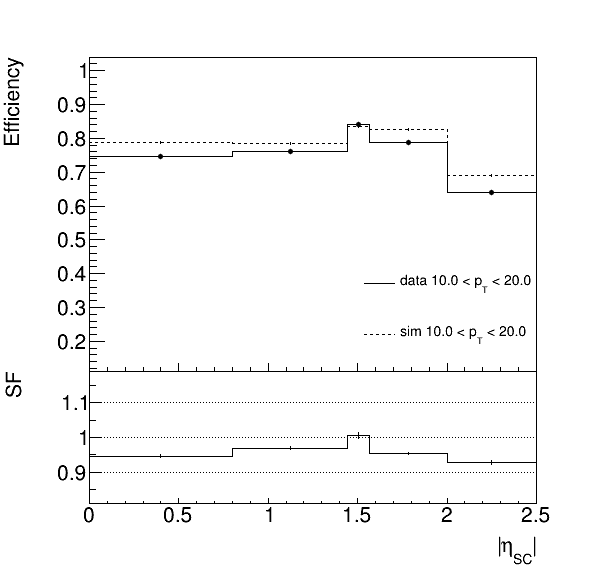 Efficiency
1
0.9
0.8
0.7
0.6
0.5
0.4
0.3
0.2
data 10.0 < p_T < 20.0
sim 10.0 < p_T < 20.0
SF
1.1
1
0.9
0 0.5 1 1.5 2 2.5
|η_SC|